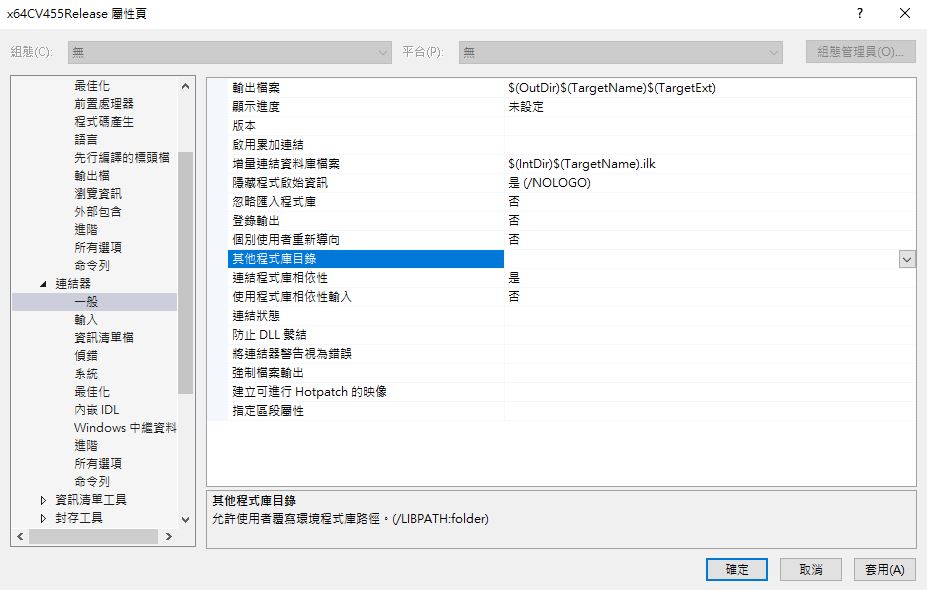 x64CV455Release 屬性頁
?
組態(C):
無
平台(P):
無
組態管理員(O)...
最佳化
前置處理器
程式碼產生
語言
先行編譯的標頭檔
輸出檔
瀏覽資訊
外部包含
進階
所有選項
命令列
連結器
一般
輸入
資訊清單檔
偵錯
系統
最佳化
內嵌 IDL
Windows 中繼資料
進階
所有選項
命令列
資訊清單工具
封存工具
輸出檔案 $(OutDir)$(TargetName)$(TargetExt)
顯示進度 未設定
版本
啟用累加連結
增量連結資料庫檔案 $(IntDir)$(TargetName).ilk
隱藏程式啟始資訊 是 (/NOLOGO)
忽略匯入程式庫 否
登錄輸出 否
個別使用者重新導向 否
其他程式庫目錄
連結程式庫相依性 是
使用程式庫相依性輸入 否
連結狀態
防止 DLL 繫結
將連結器警告視為錯誤
強制檔案輸出
建立可進行 Hotpatch 的映像
指定區段屬性
其他程式庫目錄
允許使用者覆寫環境程式庫路徑。(/LIBPATH:folder)
確定
取消
套用(A)